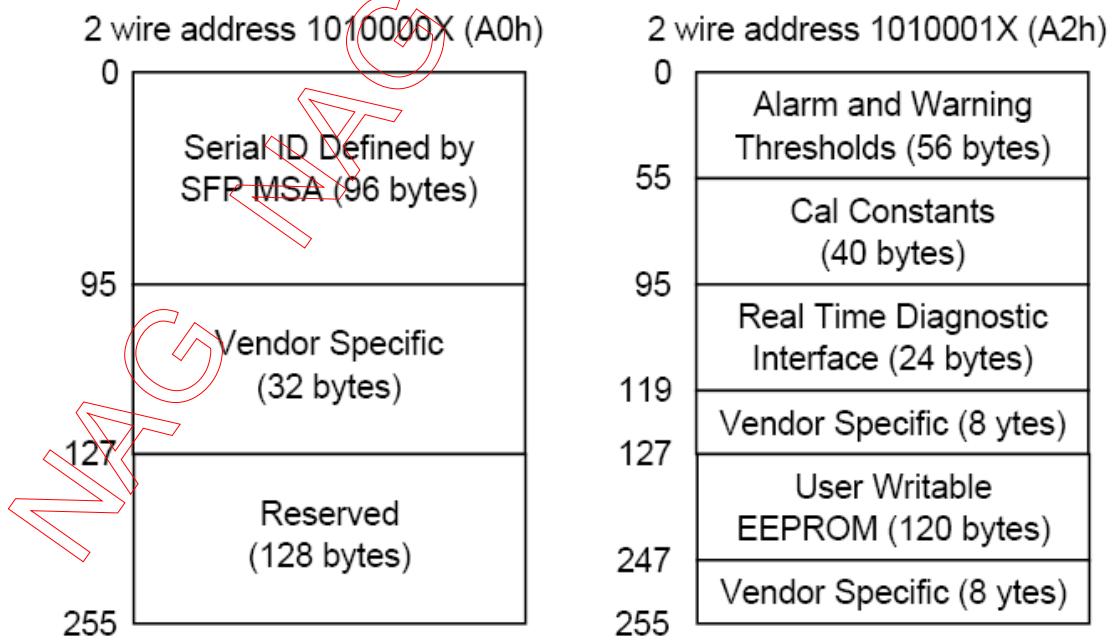 2 wire address 1010000X (A0h)
0
Serial ID Defined by
SFP MSA (96 bytes)
95
Vendor Specific
(32 bytes)
127
Reserved
(128 bytes)
255
2 wire address 1010001X (A2h)
0
Alarm and Warning
Thresholds (56 bytes)
55
Cal Constants
(40 bytes)
95
Real Time Diagnostic
Interface (24 bytes)
119
Vendor Specific (8 ytes)
127
User Writable
EEPROM (120 bytes)
247
Vendor Specific (8 ytes)
255
NAG
NAG